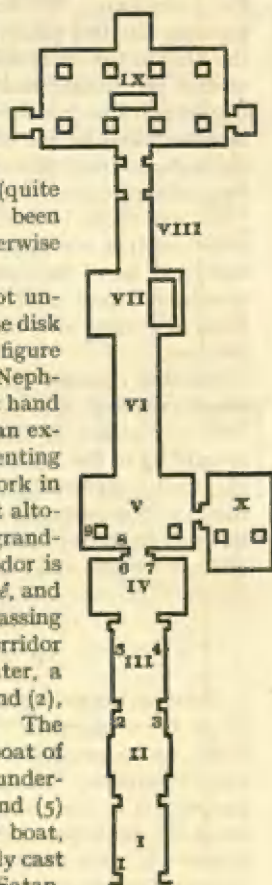 IX
(quite
been
erwise
VIII
ot un-
e disk
figure
Neph-
hand
an ex-
enting
ork in
t alto-
grand-
dor is
é, and
assing
rridor
ter, a
nd (2),
The
oat of
under-
nd (5)
boat,
ly cast
VII
VI
V
X
9
8
6 7
IV
5 4
III
2 3
II
I
1